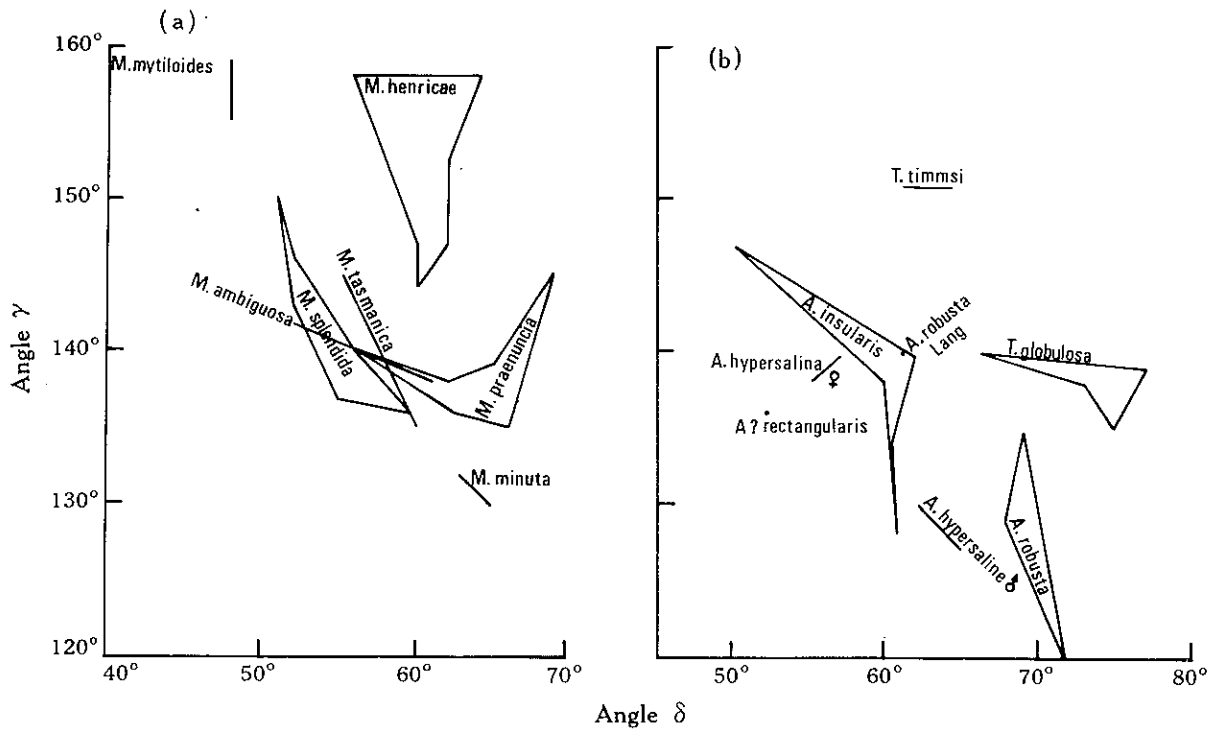 (a)
160°
150°
140°
130°
120°
Angle γ
M. mytiloides
M. henricae
M. ambiguosa
M. splendida
M. tasmanica
M. praenuncia
M. minuta
40°
50°
60°
70°
(b)
T. timmsi
A. insularis
A. robusta
Lang
A. hypersalina
♀
A? rectangularis
T. globulosa
A. hypersaline ♂
A. robusta
50°
60°
70°
80°
Angle δ